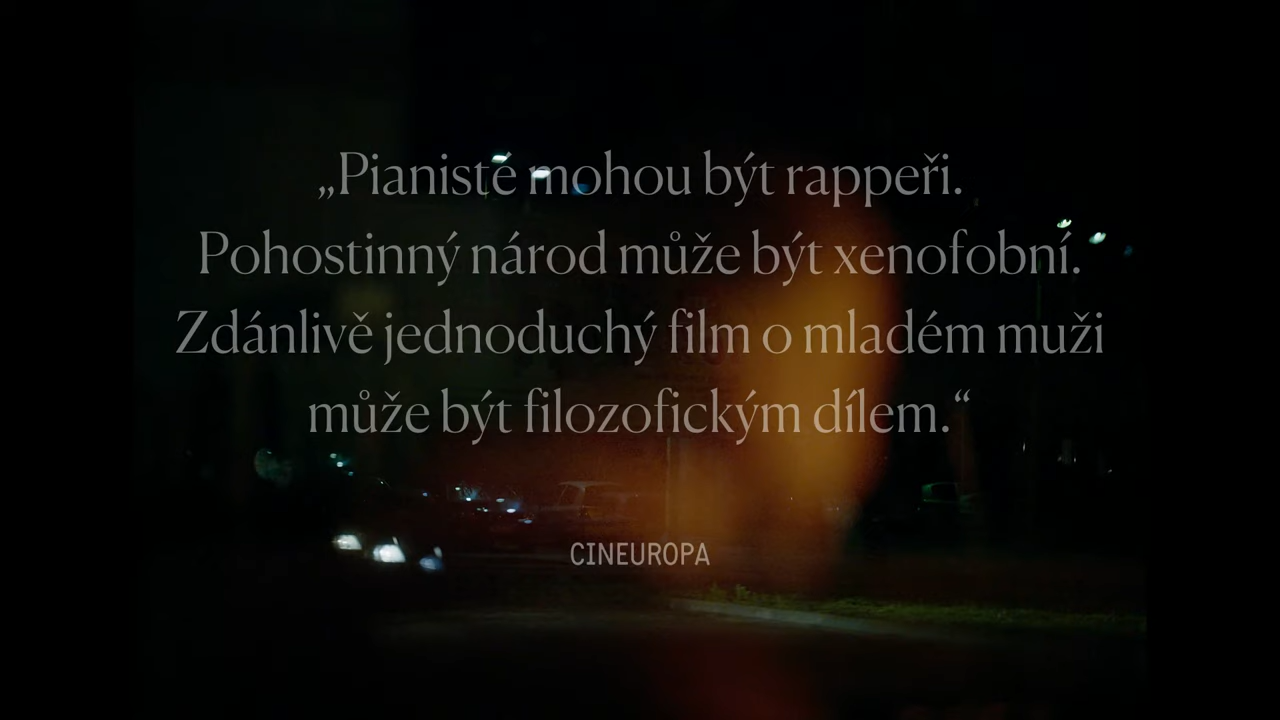 „Pianisté mohou být rappeři.
Pohostinný národ může být xenofobní.
Zdánlivě jednoduchý film o mladém muži
může být filozofickým dílem.“
CINEUROPA